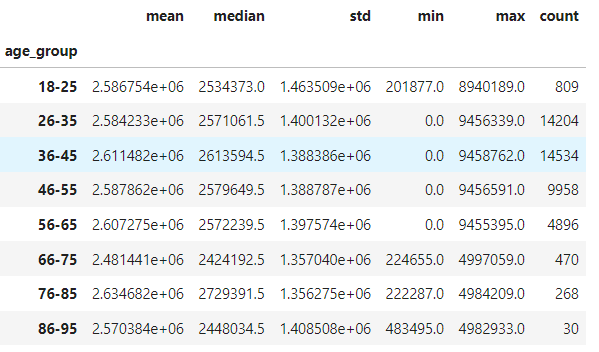 mean median std min max count
age_group
18-25 2.586754e+06 2534373.0 1.463509e+06 201877.0 8940189.0 809
26-35 2.584233e+06 2571061.5 1.400132e+06 0.0 9456339.0 14204
36-45 2.611482e+06 2613594.5 1.388386e+06 0.0 9458762.0 14534
46-55 2.587862e+06 2579649.5 1.388787e+06 0.0 9456591.0 9958
56-65 2.607275e+06 2572239.5 1.397574e+06 0.0 9455395.0 4896
66-75 2.481441e+06 2424192.5 1.357040e+06 224655.0 4997059.0 470
76-85 2.634682e+06 2729391.5 1.356275e+06 222287.0 4984209.0 268
86-95 2.570384e+06 2448034.5 1.408508e+06 483495.0 4982933.0 30